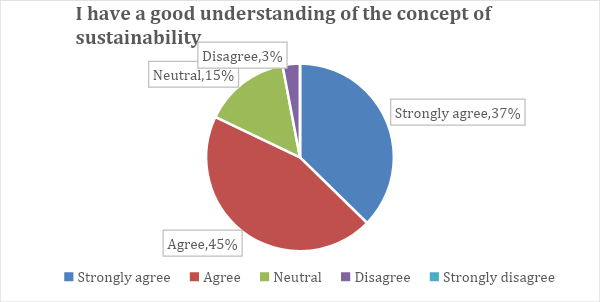 I have a good understanding of the concept of
sustainability
Disagree,3%
Neutral,15%
Strongly agree,37%
Agree,45%
Strongly agree Agree Neutral Disagree Strongly disagree